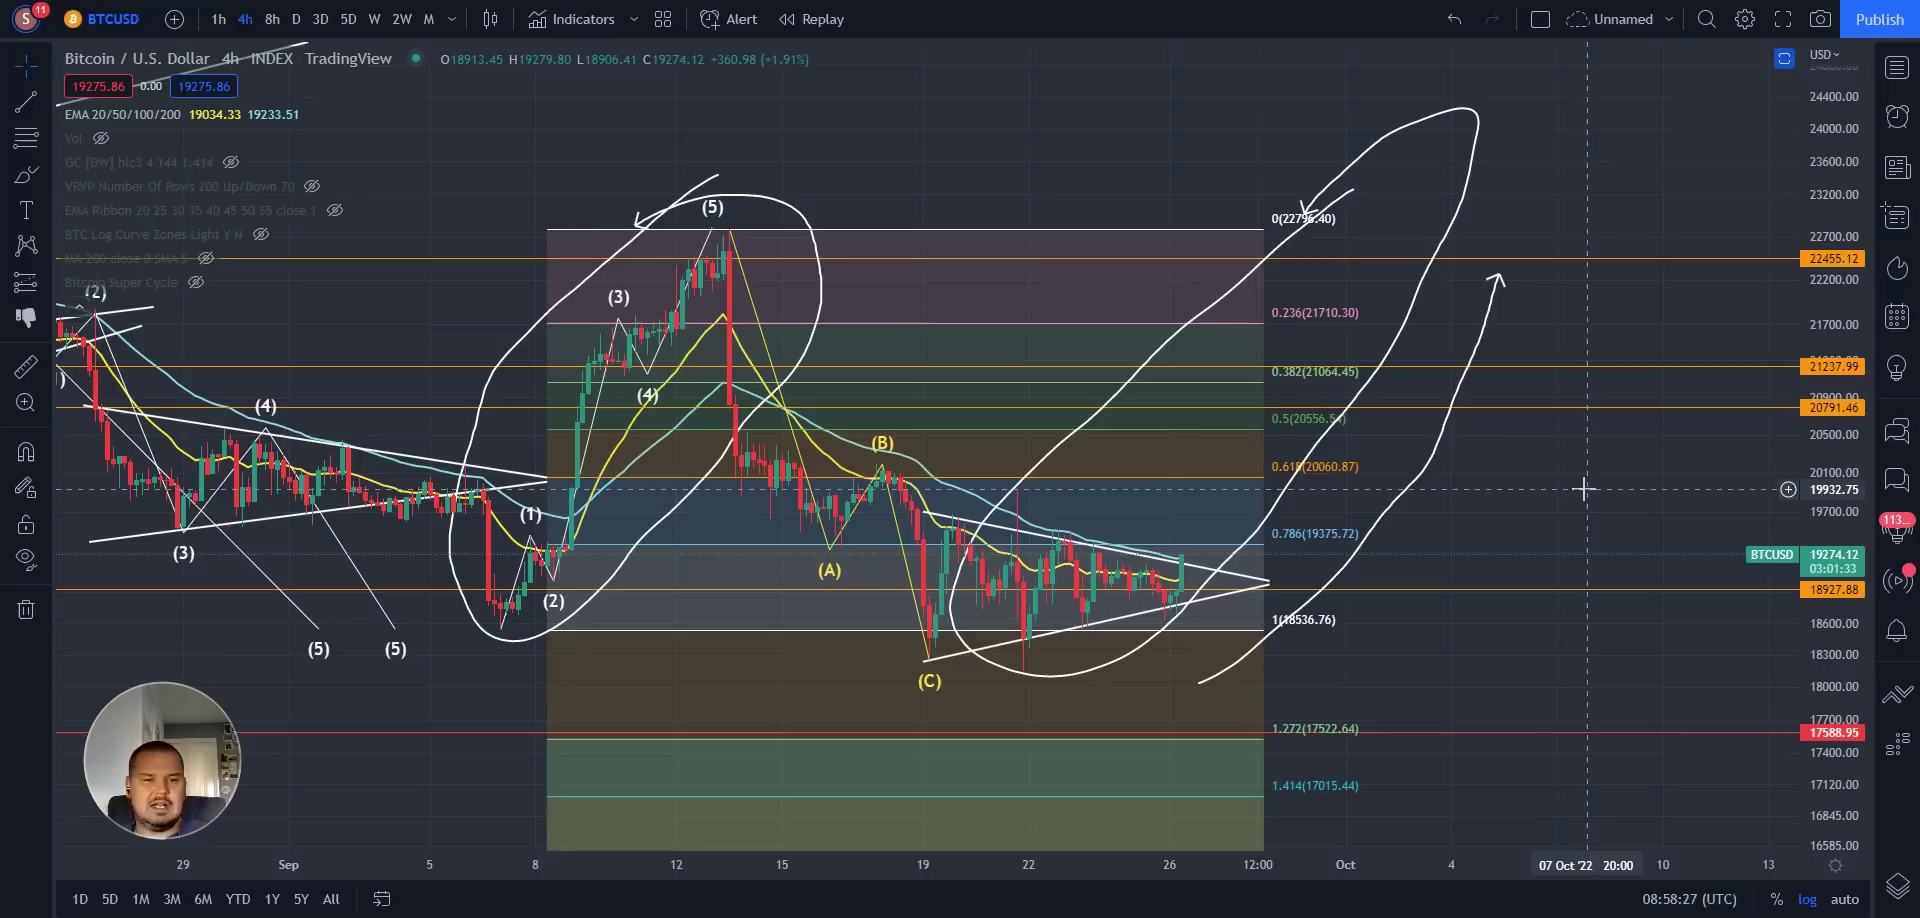 S 11 BTCUSD 1h 4h 8h D 3D 5D W 2W M Indicators Alert Replay Unnamed Publish
Bitcoin / U.S. Dollar 4h INDEX TradingView O18913.45 H19279.80 L18906.41 C19274.12 +360.98 (+1.91%)
19275.86 0.00 19275.86
EMA 20/50/100/200 19034.33 19233.51
Vol
GC [DW] hlc3 4 144 1.414
VRVP Number Of Rows 200 Up/Down 70
EMA Ribbon 20 25 30 35 40 45 50 55 close 1
BTC Log Curve Zones Light Y N
MA 200 close 0 SMA 5
Bitcoin Super Cycle
(2)
(3)
(4)
(5)
(5)
(1)
(2)
(3)
(4)
(5)
(A)
(B)
(C)
0(22796.40)
0.236(21710.30)
0.382(21064.45)
0.5(20556.54)
0.618(20060.87)
0.786(19375.72)
1(18536.76)
1.272(17522.64)
1.414(17015.44)
USD
24400.00
24000.00
23600.00
23200.00
22700.00
22455.12
22200.00
21700.00
21237.99
20791.46
20500.00
20100.00
19932.75
19700.00
BTCUSD 19274.12
03:01:33
18927.88
18600.00
18300.00
18000.00
17700.00
17588.95
17400.00
17120.00
16845.00
16585.00
113...
29 Sep 5 8 12 15 19 22 26 12:00 Oct 4 07 Oct '22 20:00 10 13
1D 5D 1M 3M 6M YTD 1Y 5Y All 08:58:27 (UTC) % log auto